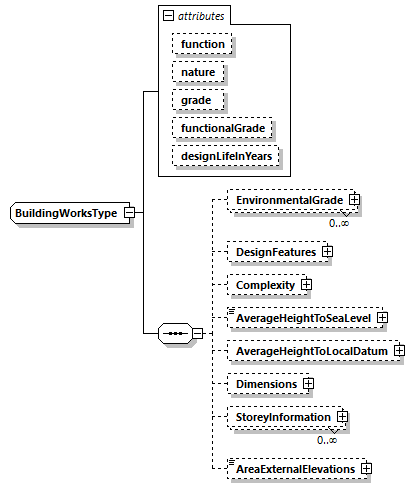 attributes
function
nature
grade
functionalGrade
designLifeInYears
BuildingWorksType
EnvironmentalGrade
0..∞
DesignFeatures
Complexity
AverageHeightToSeaLevel
AverageHeightToLocalDatum
Dimensions
StoreyInformation
0..∞
AreaExternalElevations